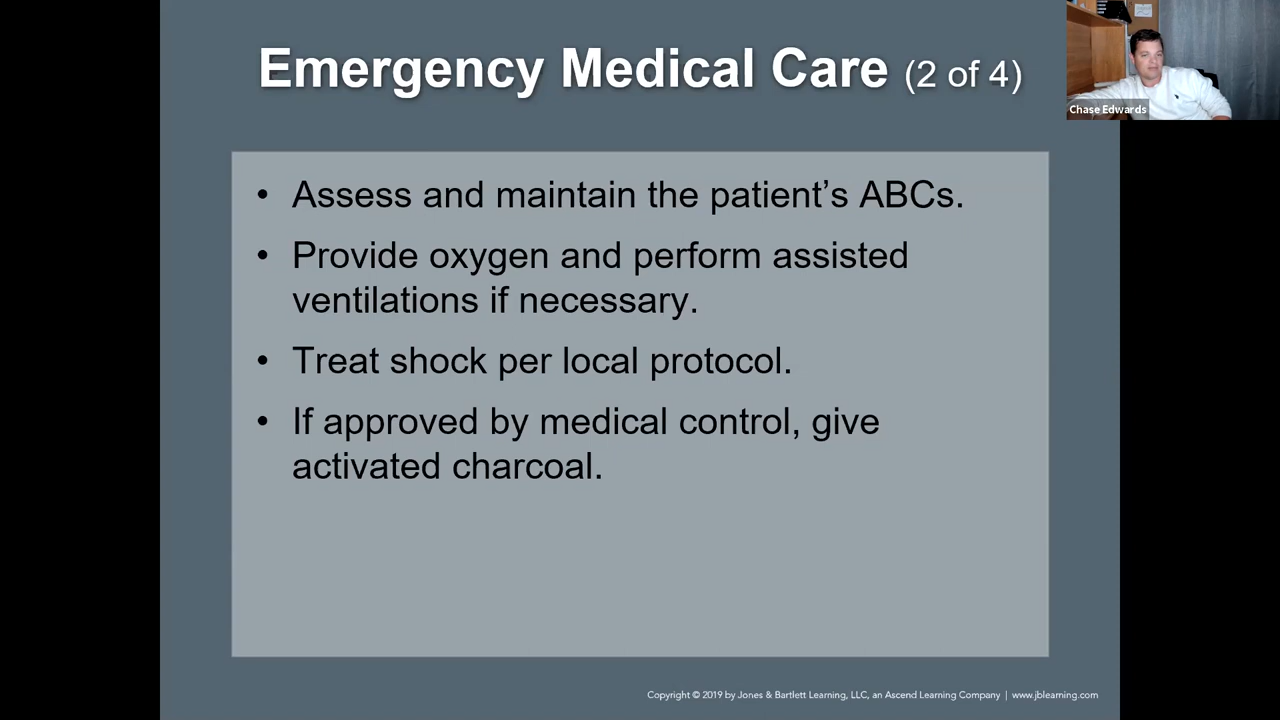 Emergency Medical Care (2 of 4)
Chase Edwards
• Assess and maintain the patient’s ABCs.
• Provide oxygen and perform assisted
ventilations if necessary.
• Treat shock per local protocol.
• If approved by medical control, give
activated charcoal.
Copyright © 2019 by Jones & Bartlett Learning, LLC, an Ascend Learning Company | www.jblearning.com